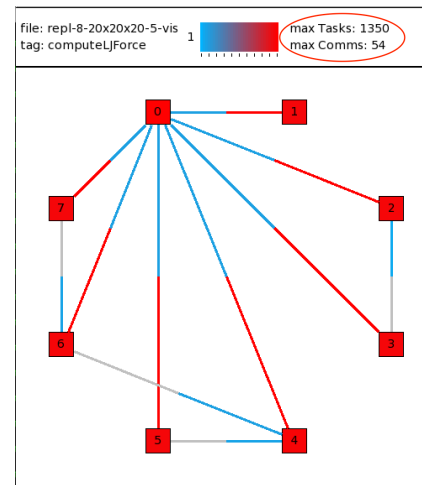 file: repl-8-20x20x20-5-vis
tag: computeLJForce
1
max Tasks: 1350
max Comms: 54
0
1
7
2
6
3
5
4